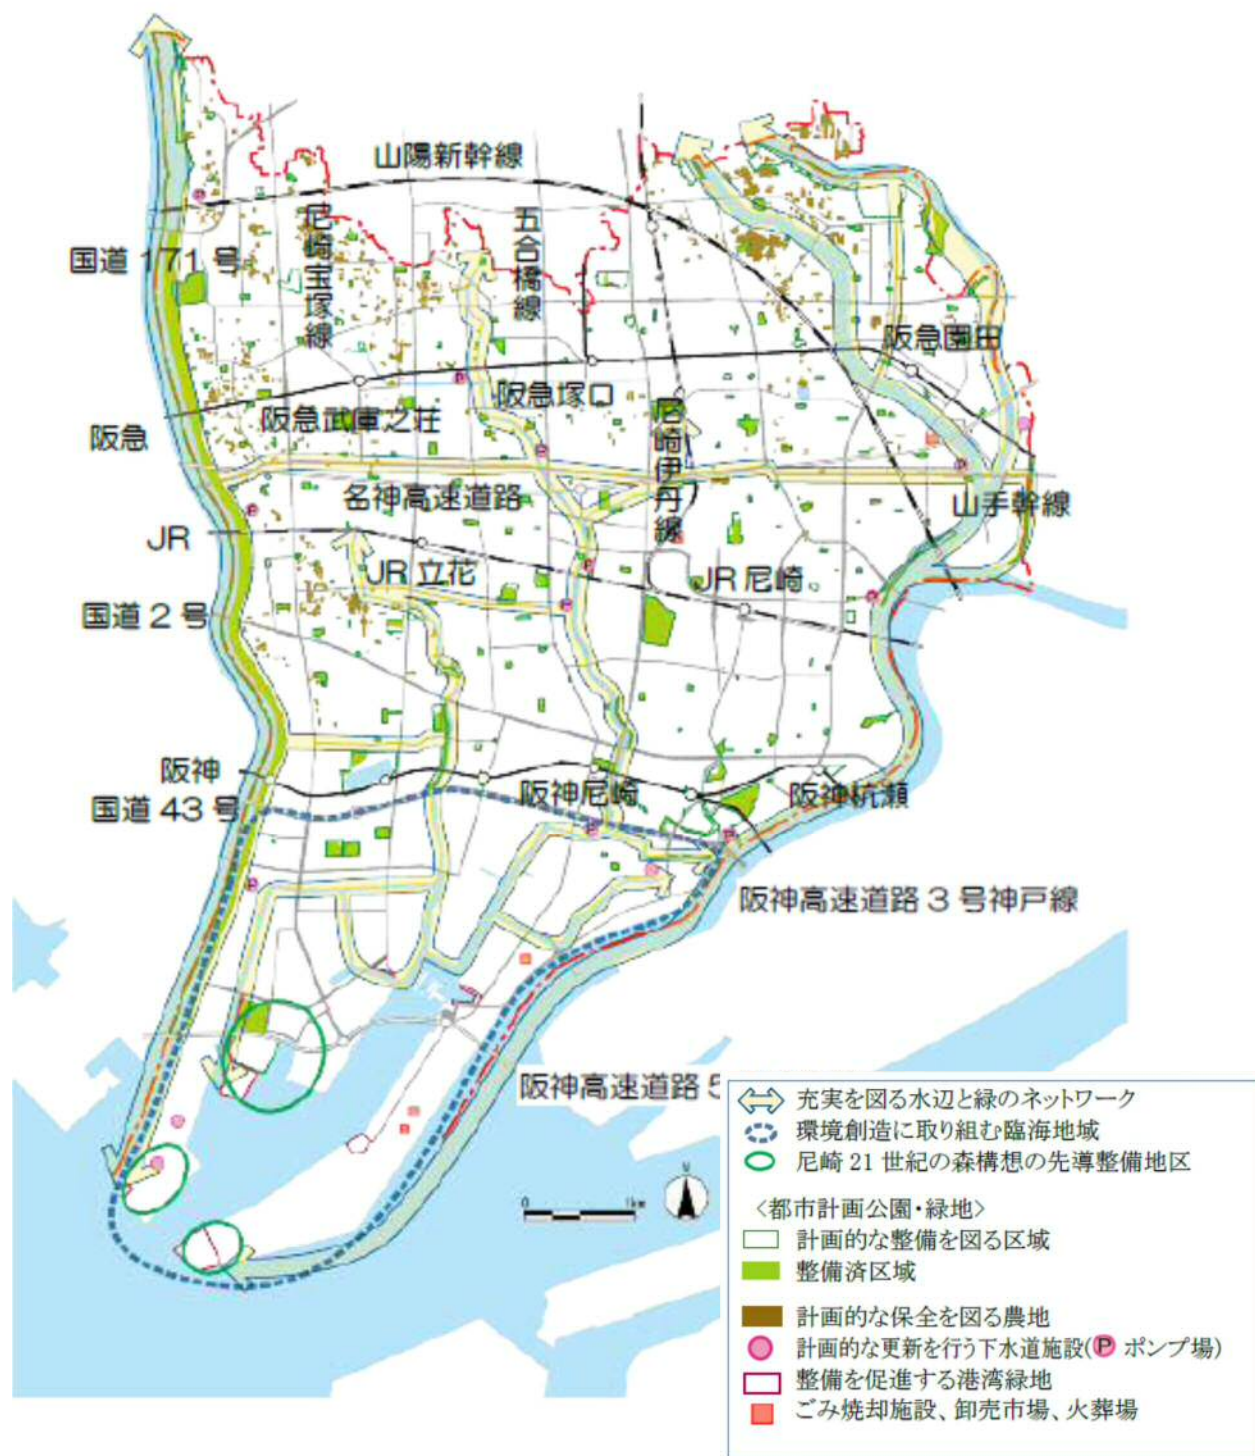 山陽新幹線
尼崎宝塚線
五合橋線
国道171号
阪急園田
阪急塚口
阪急武庫之荘
尼崎伊丹線
阪急
名神高速道路
山手幹線
JR
JR立花
JR尼崎
国道2号
阪神
阪神尼崎
阪神杭瀬
国道43号
阪神高速道路3号神戸線
阪神高速道路5
0 1km
N
充実を図る水辺と緑のネットワーク
環境創造に取り組む臨海地域
尼崎21世紀の森構想の先導整備地区
<都市計画公園・緑地>
計画的な整備を図る区域
整備済区域
計画的な保全を図る農地
計画的な更新を行う下水道施設(P ポンプ場)
整備を促進する港湾緑地
ごみ焼却施設、卸売市場、火葬場